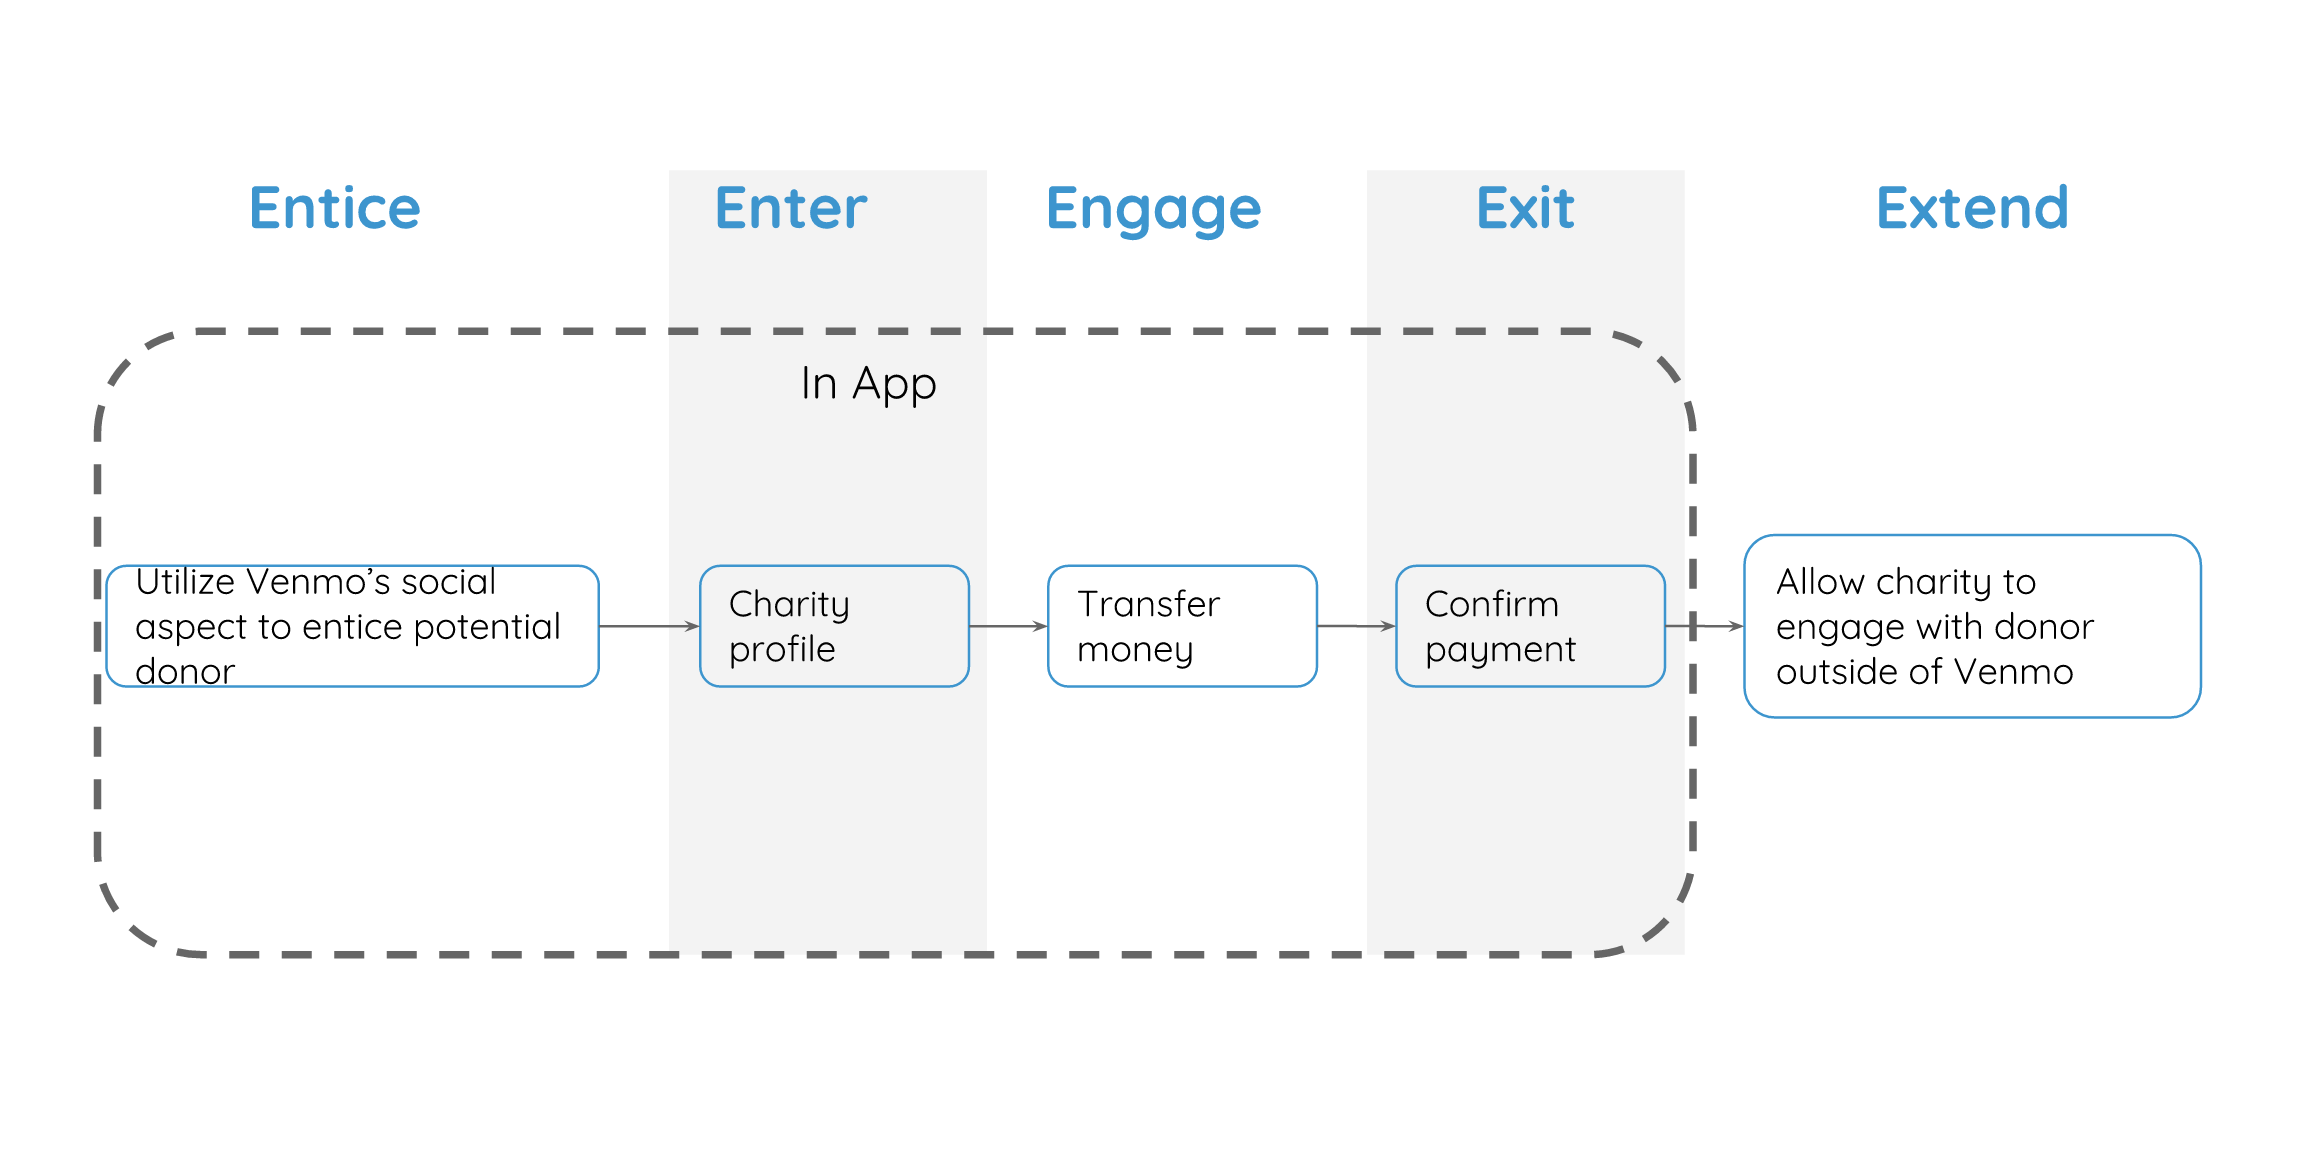 Entice
Enter
Engage
Exit
Extend
In App
Utilize Venmo’s social
aspect to entice potential
donor
Charity
profile
Transfer
money
Confirm
payment
Allow charity to
engage with donor
outside of Venmo